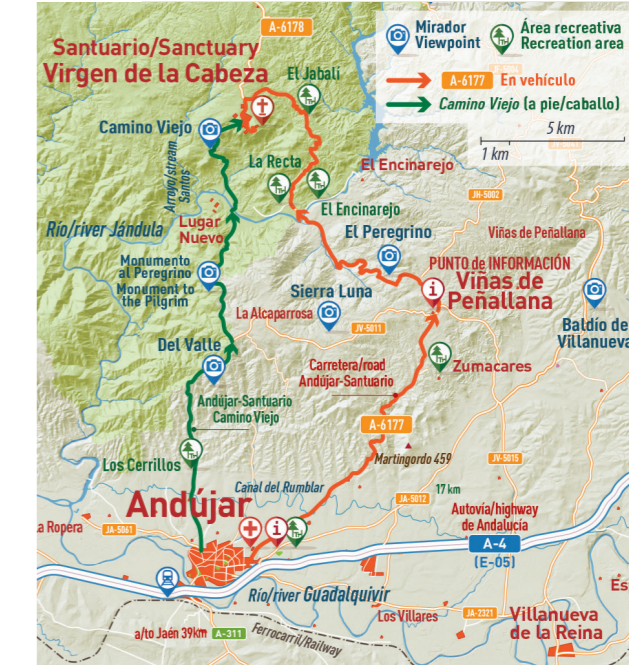 A-6178
Mirador
Viewpoint
Área recreativa
Recreation area
A-6177 En vehículo
Camino Viejo (a pie/caballo)
5 km
1 km
Santuario/Sanctuary
Virgen de la Cabeza
El Jabalí
Camino Viejo
Arroyo/stream
Santos
La Recta
El Encinarejo
JH-5002
El Encinarejo
Río/river Jándula
Lugar
Nuevo
El Peregrino
Viñas de Peñallana
Monumento
al Peregrino
Monument to
the Pilgrim
PUNTO de INFORMACIÓN
Viñas de
Peñallana
Sierra Luna
La Alcaparrosa
JV-5011
Baldío de
Villanueva
Del Valle
Carretera/road
Andújar-Santuario
Zumacares
Andújar-Santuario
Camino Viejo
A-6177
Martingordo 459
Los Cerrillos
JV-5015
Canal del Rumblar
17 km
JA-5012
Andújar
Autovia/highway
de Andalucía
a Ropera
JA-5061
A-4
(E-05)
Río/river Guadalquivir
Es
Los Villares
JA-2321
Villanueva
de la Reina
a/to Jaén 39km
A-311
Ferrocarril/Railway